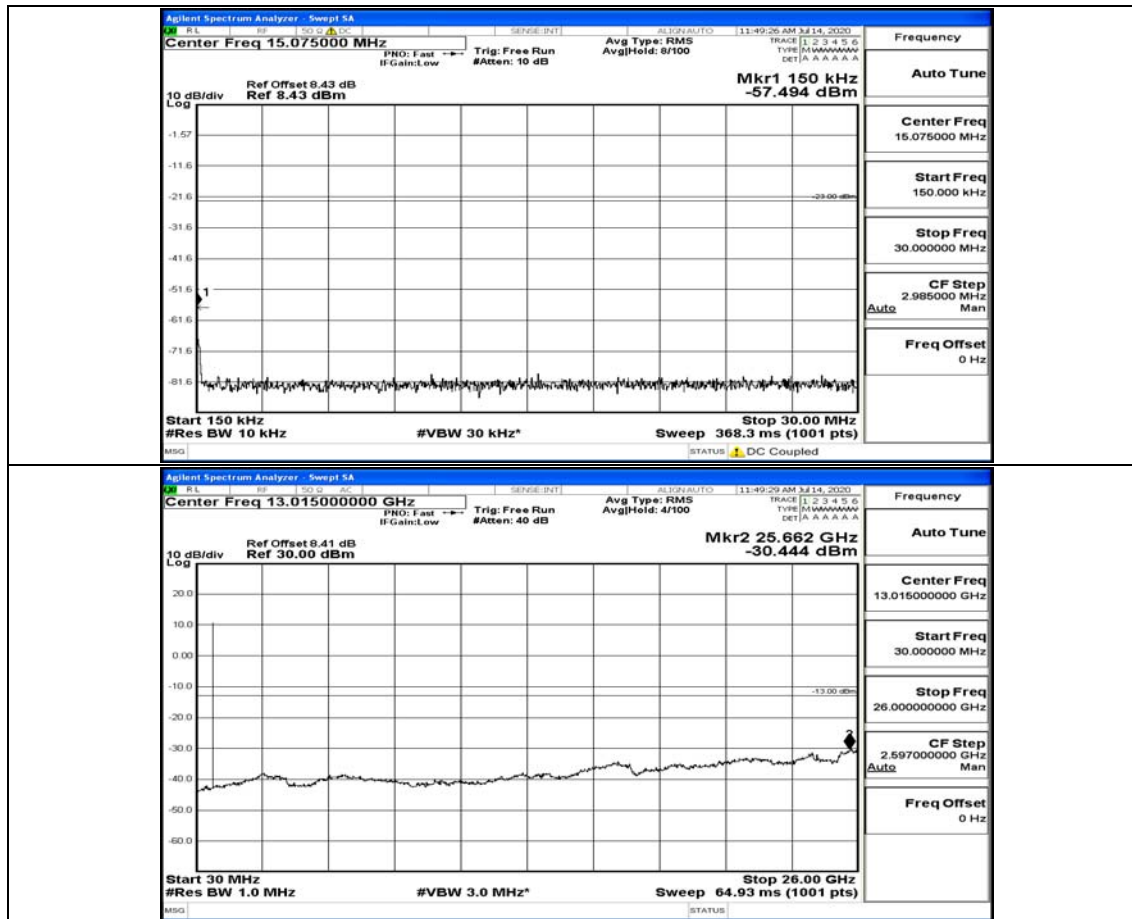 Agilent Spectrum Analyzer - Swept SA
RL RF 50 Ω DC SENSE:INT ALIGN AUTO 11:49:26 AM Jul 14, 2020
Center Freq 15.075000 MHz
PNO: Fast
IFGain:Low
Trig: Free Run
#Atten: 10 dB
Avg Type: RMS
Avg|Hold: 8/100
TRACE 1 2 3 4 5 6
TYPE M W W W W W
DET A A A A A A
Frequency
Auto Tune
Ref Offset 8.43 dB
10 dB/div Ref 8.43 dBm
Log
Mkr1 150 kHz
-57.494 dBm
-1.57
-11.6
-21.6
-31.6
-41.6
-51.6
-61.6
-71.6
-81.6
-23.00 dBm
1
Center Freq
15.075000 MHz
Start Freq
150.000 kHz
Stop Freq
30.000000 MHz
CF Step
2.985000 MHz
Auto Man
Freq Offset
0 Hz
Start 150 kHz Stop 30.00 MHz
#Res BW 10 kHz #VBW 30 kHz* Sweep 368.3 ms (1001 pts)
MSG STATUS DC Coupled
Agilent Spectrum Analyzer - Swept SA
RL RF 50 Ω AC SENSE:INT ALIGN AUTO 11:49:29 AM Jul 14, 2020
Center Freq 13.015000000 GHz
PNO: Fast
IFGain:Low
Trig: Free Run
#Atten: 40 dB
Avg Type: RMS
Avg|Hold: 4/100
TRACE 1 2 3 4 5 6
TYPE M W W W W W
DET A A A A A A
Frequency
Auto Tune
Ref Offset 8.41 dB
10 dB/div Ref 30.00 dBm
Log
Mkr2 25.662 GHz
-30.444 dBm
20.0
10.0
0.00
-10.0
-20.0
-30.0
-40.0
-50.0
-60.0
-13.00 dBm
2
Center Freq
13.015000000 GHz
Start Freq
30.000000 MHz
Stop Freq
26.000000000 GHz
CF Step
2.597000000 GHz
Auto Man
Freq Offset
0 Hz
Start 30 MHz Stop 26.00 GHz
#Res BW 1.0 MHz #VBW 3.0 MHz* Sweep 64.93 ms (1001 pts)
MSG STATUS